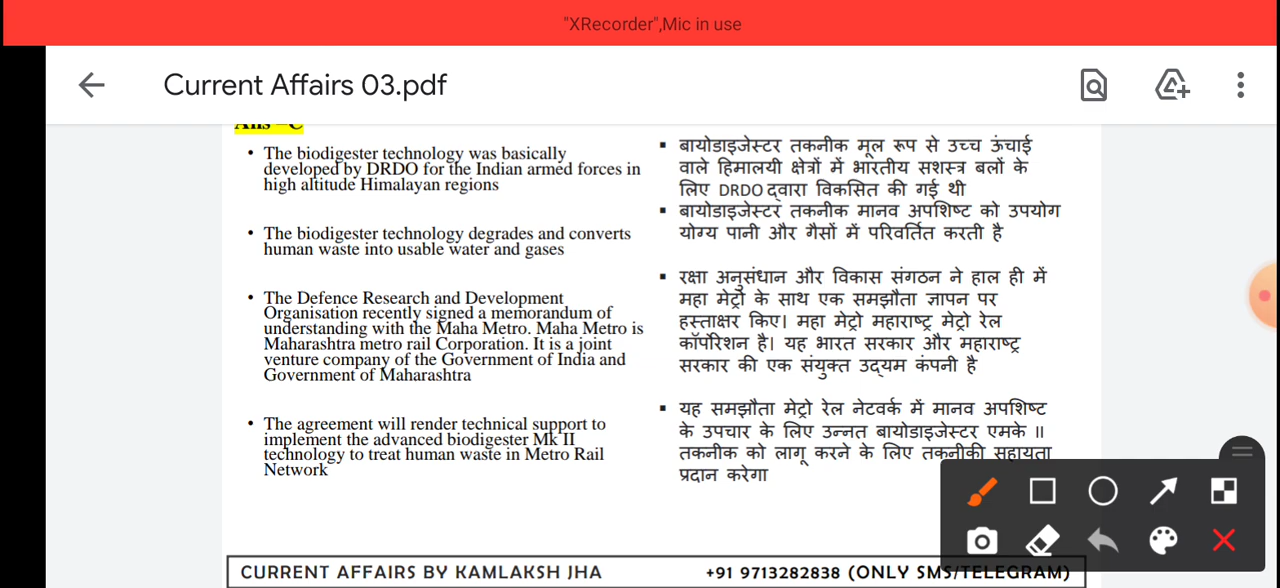 "XRecorder",Mic in use
Current Affairs 03.pdf
Ans – C
• The biodigester technology was basically
developed by DRDO for the Indian armed forces in
high altitude Himalayan regions
• The biodigester technology degrades and converts
human waste into usable water and gases
• The Defence Research and Development
Organisation recently signed a memorandum of
understanding with the Maha Metro. Maha Metro is
Maharashtra metro rail Corporation. It is a joint
venture company of the Government of India and
Government of Maharashtra
• The agreement will render technical support to
implement the advanced biodigester Mk II
technology to treat human waste in Metro Rail
Network
▪ बायोडाइजेस्टर तकनीक मूल रूप से उच्च ऊंचाई
वाले हिमालयी क्षेत्रों में भारतीय सशस्त्र बलों के
लिए DRDO द्वारा विकसित की गई थी
▪ बायोडाइजेस्टर तकनीक मानव अपशिष्ट को उपयोग
योग्य पानी और गैसों में परिवर्तित करती है
▪ रक्षा अनुसंधान और विकास संगठन ने हाल ही में
महा मेट्रो के साथ एक समझौता ज्ञापन पर
हस्ताक्षर किए। महा मेट्रो महाराष्ट्र मेट्रो रेल
कॉर्पोरेशन है। यह भारत सरकार और महाराष्ट्र
सरकार की एक संयुक्त उद्यम कंपनी है
▪ यह समझौता मेट्रो रेल नेटवर्क में मानव अपशिष्ट
के उपचार के लिए उन्नत बायोडाइजेस्टर एमके II
तकनीक को लागू करने के लिए तकनीकी सहायता
प्रदान करेगा
CURRENT AFFAIRS BY KAMLAKSH JHA
+91 9713282838 (ONLY SMS/TELEGRAM)